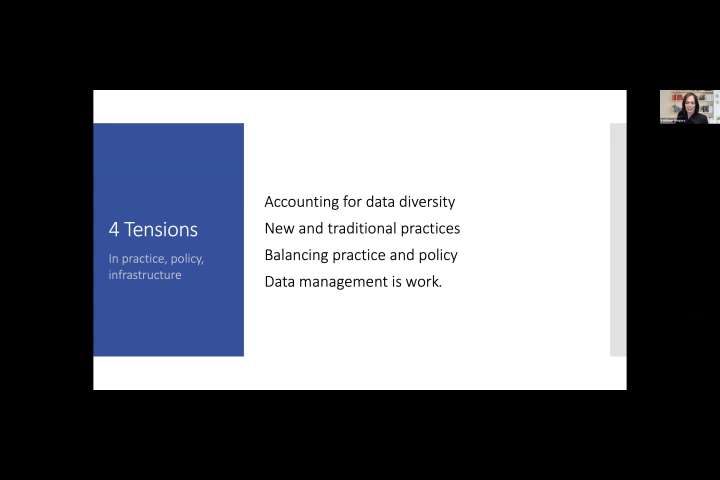 4 Tensions
In practice, policy,
infrastructure
Accounting for data diversity
New and traditional practices
Balancing practice and policy
Data management is work.